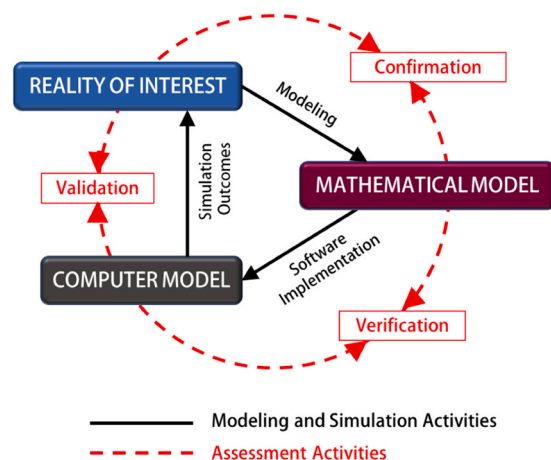 REALITY OF INTEREST
Confirmation
Modeling
Simulation
Outcomes
Validation
MATHEMATICAL MODEL
Software
Implementation
COMPUTER MODEL
Verification
Modeling and Simulation Activities
Assessment Activities